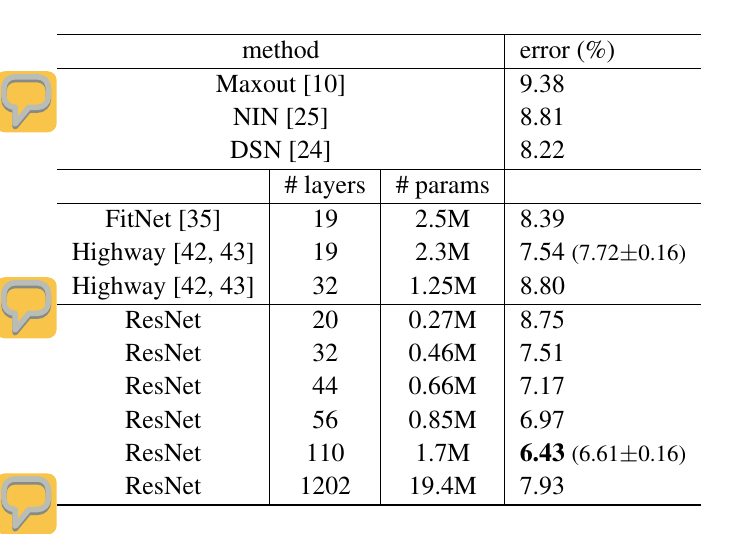 method error (%)
Maxout [10] 9.38
NIN [25] 8.81
DSN [24] 8.22
# layers # params
FitNet [35] 19 2.5M 8.39
Highway [42, 43] 19 2.3M 7.54 (7.72±0.16)
Highway [42, 43] 32 1.25M 8.80
ResNet 20 0.27M 8.75
ResNet 32 0.46M 7.51
ResNet 44 0.66M 7.17
ResNet 56 0.85M 6.97
ResNet 110 1.7M 6.43 (6.61±0.16)
ResNet 1202 19.4M 7.93